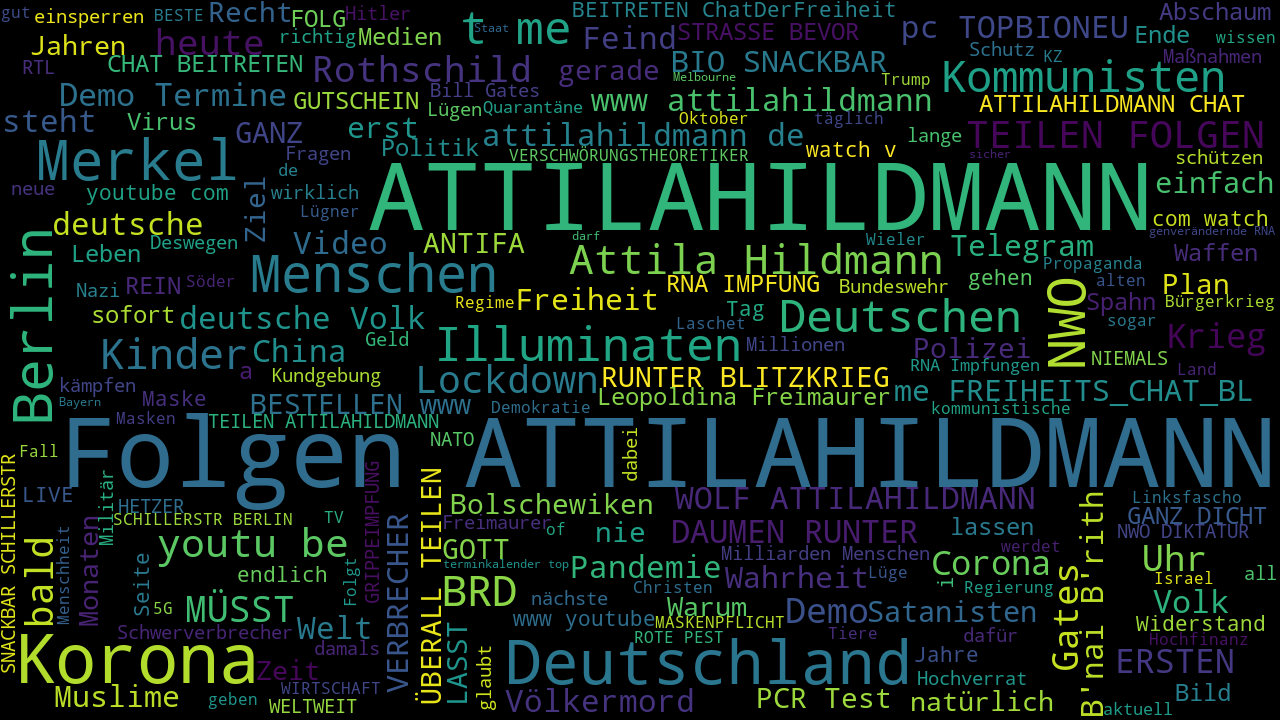 gut
einsperren
BESTE
Recht
FOLG
Hitler
richtig
Medien
Staat
t me
BEITRETEN ChatDerFreiheit
Feind
STRASSE BEVOR
pc
TOPBIONEU
Abschaum
Ende
wissen
Jahren
heute
RTL
CHAT BEITRETEN
Rothschild
gerade
BIO SNACKBAR
Melbourne
Schutz
KZ
Maßnahmen
Trump
Kommunisten
Demo Termine
GUTSCHEIN
Bill Gates
Lügen
Quarantäne
www attilahildmann
Oktober
täglich
ATTILAHILDMANN CHAT
steht
Virus
GANZ
erst
Politik
attilahildmann de
watch v
lange
TEILEN FOLGEN
Merkel
Fragen
de
VERSCHWÖRUNGSTHEORETIKER
sicher
schützen
neue
youtube com
Ziel
wirklich
Lügner
ATTILAHILDMANN
einfach
deutsche
com watch
genverändernde RNA
Berlin
Leben
Deswegen
Video
ANTIFA
darf
Wieler
Telegram
Waffen
Menschen
Attila Hildmann
Propaganda
gehen
alten
Nazi
REIN
Söder
RNA IMPFUNG
Bundeswehr
Plan
Regime
Freiheit
Tag
Deutschen
NWO
Spahn
Bürgerkrieg
sofort
deutsche Volk
Laschet
sogar
Geld
Illuminaten
Millionen
Polizei
Krieg
Kinder
China
NIEMALS
RNA Impfungen
Land
a
Kundgebung
Lockdown
RUNTER BLITZKRIEG
kämpfen
Maske
Leopoldina Freimaurer
me FREIHEITS_CHAT_BL
Bayern
BESTELLEN www
Demokratie
kommunistische
Masken
TEILEN ATTILAHILDMANN
Folgen ATTILAHILDMANN
NATO
dabei
Fall
SNACKBAR SCHILLERSTR
LIVE
Militär
HETZER
GRIPPEIMPFUNG
ÜBERALL TEILEN
Bolschewiken
WOLF ATTILAHILDMANN
Linksfascho
GANZ DICHT
SCHILLERSTR BERLIN
TV
VERBRECHER
Freimaurer
of
nie
DAUMEN RUNTER
lassen
B'nai B'rith
NWO DIKTATUR
bald
Menschheit
Monaten
youtu be
GOTT
werdet
Milliarden Menschen
Corona
Uhr
Seite
endlich
Folgt
terminkalender top
Pandemie
Wahrheit
Lüge
i
Gates
Israel
all
5G
MÜSST
BRD
Christen
Regierung
nächste
Warum
Demo
Satanisten
Volk
Schwerverbrecher
Welt
LASST
www youtube
MASKENPFLICHT
Widerstand
Korona
damals
ROTE PEST
Tiere
dafür
Hochfinanz
Zeit
glaubt
Deutschland
Jahre
ERSTEN
Hochverrat
Muslime
geben
WIRTSCHAFT
WELTWEIT
Völkermord
PCR Test
natürlich
Bild
aktuell